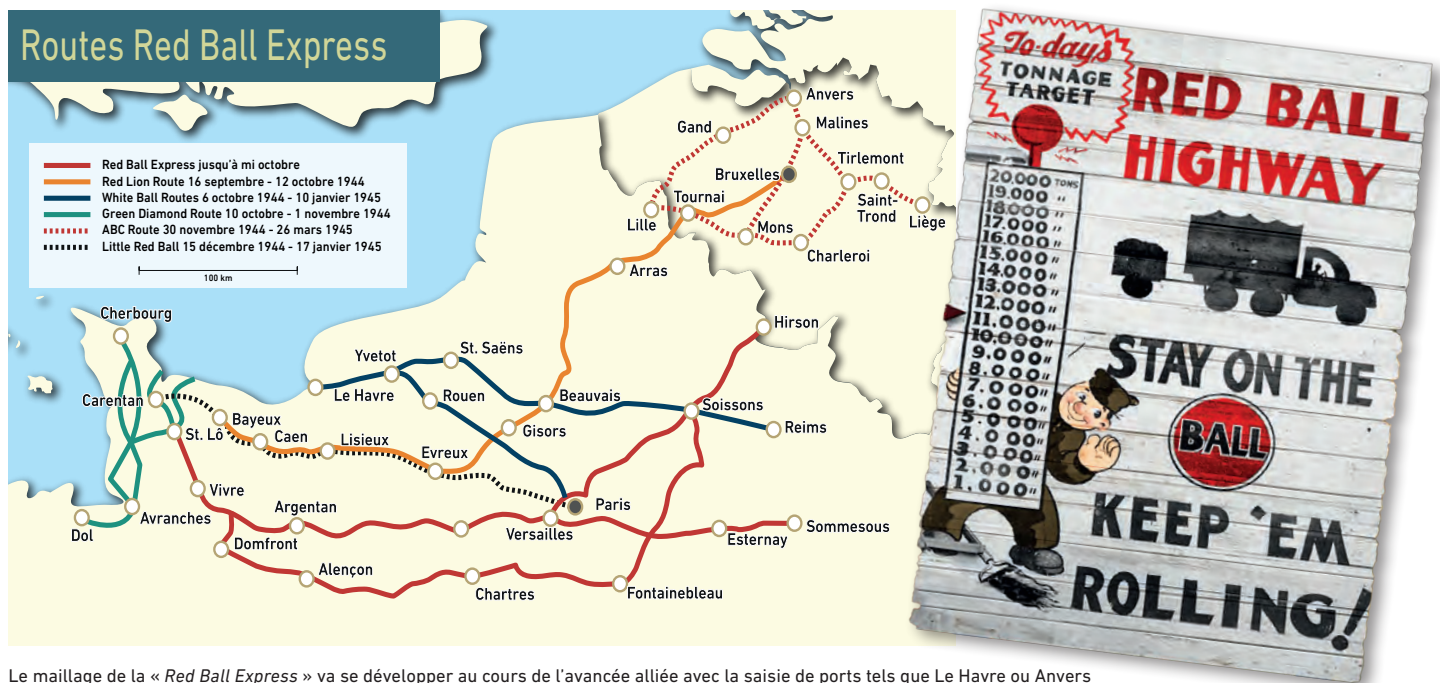 Routes Red Ball Express
Red Ball Express jusqu'à mi octobre
Red Lion Route 16 septembre - 12 octobre 1944
White Ball Routes 6 octobre 1944 - 10 janvier 1945
Green Diamond Route 10 octobre - 1 novembre 1944
ABC Route 30 novembre 1944 - 26 mars 1945
Little Red Ball 15 décembre 1944 - 17 janvier 1945
100 km
Anvers
Gand
Malines
Tirlemont
Bruxelles
Tournai
Saint-
Trond
Liège
Lille
Mons
Charleroi
Arras
Hirson
Cherbourg
Yvetot
St. Saëns
Le Havre
Rouen
Beauvais
Soissons
Carentan
Bayeux
St. Lô
Caen
Lisieux
Gisors
Reims
Evreux
Vivre
Paris
Argentan
Avranches
Versailles
Sommesous
Dol
Domfront
Esternay
Alençon
Chartres
Fontainebleau
To-days
TONNAGE
TARGET
RED BALL
HIGHWAY
20.000 TONS
19.000 "
18.000 "
17.000 "
16.000 "
15.000 "
14.000 "
13.000 "
12.000 "
11.000 "
10.000 "
9.000 "
8.000 "
7.000 "
6.000 "
5.000 "
4.000 "
3.000 "
2.000 "
1.000 "
STAY ON THE
BALL
KEEP 'EM
ROLLING!
Le maillage de la « Red Ball Express » va se développer au cours de l'avancée alliée avec la saisie de ports tels que Le Havre ou Anvers